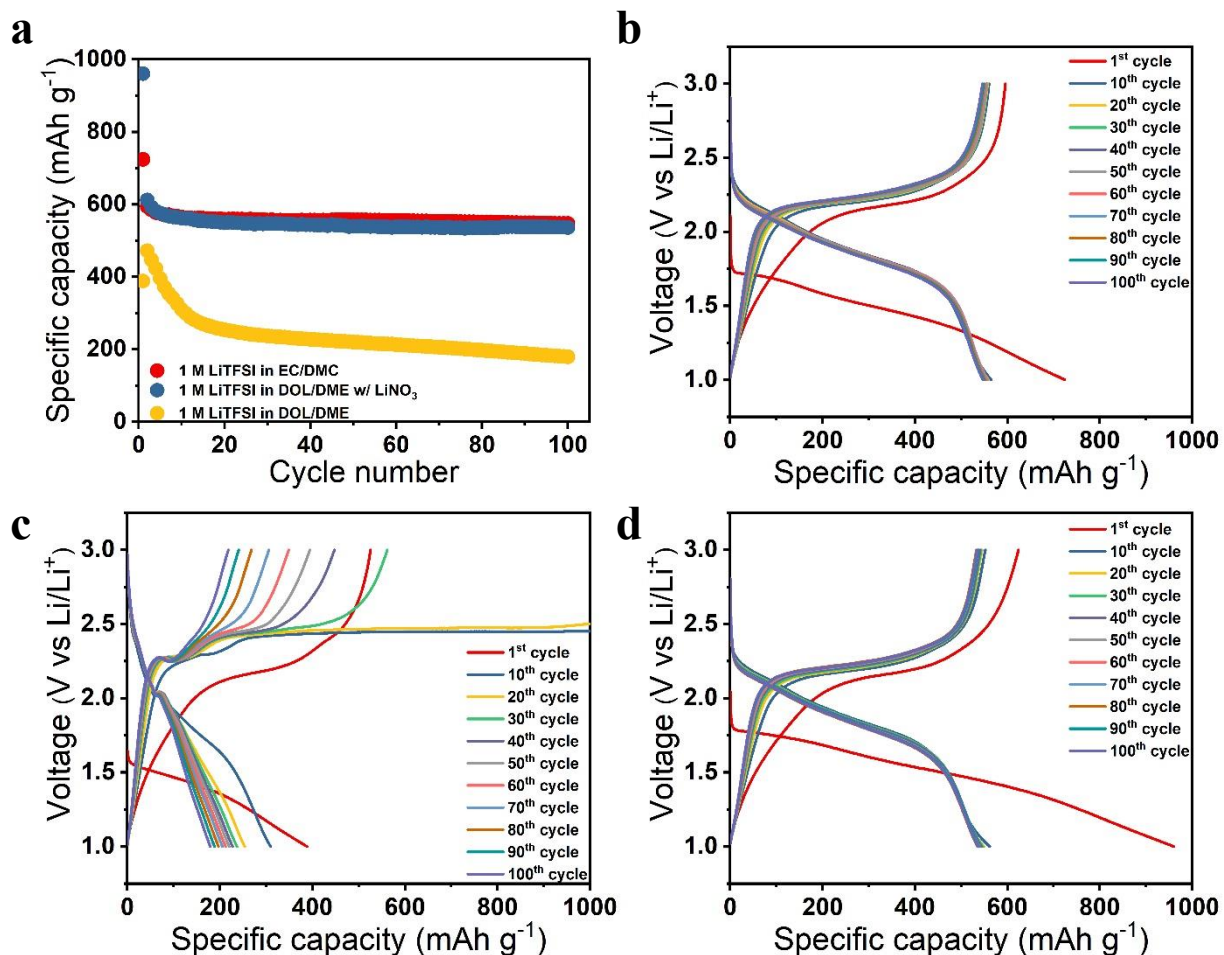 a
Specific capacity (mAh g⁻¹)
1000
800
600
400
200
0
1 M LiTFSI in EC/DMC
1 M LiTFSI in DOL/DME w/ LiNO₃
1 M LiTFSI in DOL/DME
0 20 40 60 80 100
Cycle number
b
Voltage (V vs Li/Li⁺)
3.0
2.5
2.0
1.5
1.0
1ˢᵗ cycle
10ᵗʰ cycle
20ᵗʰ cycle
30ᵗʰ cycle
40ᵗʰ cycle
50ᵗʰ cycle
60ᵗʰ cycle
70ᵗʰ cycle
80ᵗʰ cycle
90ᵗʰ cycle
100ᵗʰ cycle
0 200 400 600 800 1000
Specific capacity (mAh g⁻¹)
c
Voltage (V vs Li/Li⁺)
3.0
2.5
2.0
1.5
1.0
1ˢᵗ cycle
10ᵗʰ cycle
20ᵗʰ cycle
30ᵗʰ cycle
40ᵗʰ cycle
50ᵗʰ cycle
60ᵗʰ cycle
70ᵗʰ cycle
80ᵗʰ cycle
90ᵗʰ cycle
100ᵗʰ cycle
0 200 400 600 800 1000
Specific capacity (mAh g⁻¹)
d
Voltage (V vs Li/Li⁺)
3.0
2.5
2.0
1.5
1.0
1ˢᵗ cycle
10ᵗʰ cycle
20ᵗʰ cycle
30ᵗʰ cycle
40ᵗʰ cycle
50ᵗʰ cycle
60ᵗʰ cycle
70ᵗʰ cycle
80ᵗʰ cycle
90ᵗʰ cycle
100ᵗʰ cycle
0 200 400 600 800 1000
Specific capacity (mAh g⁻¹)